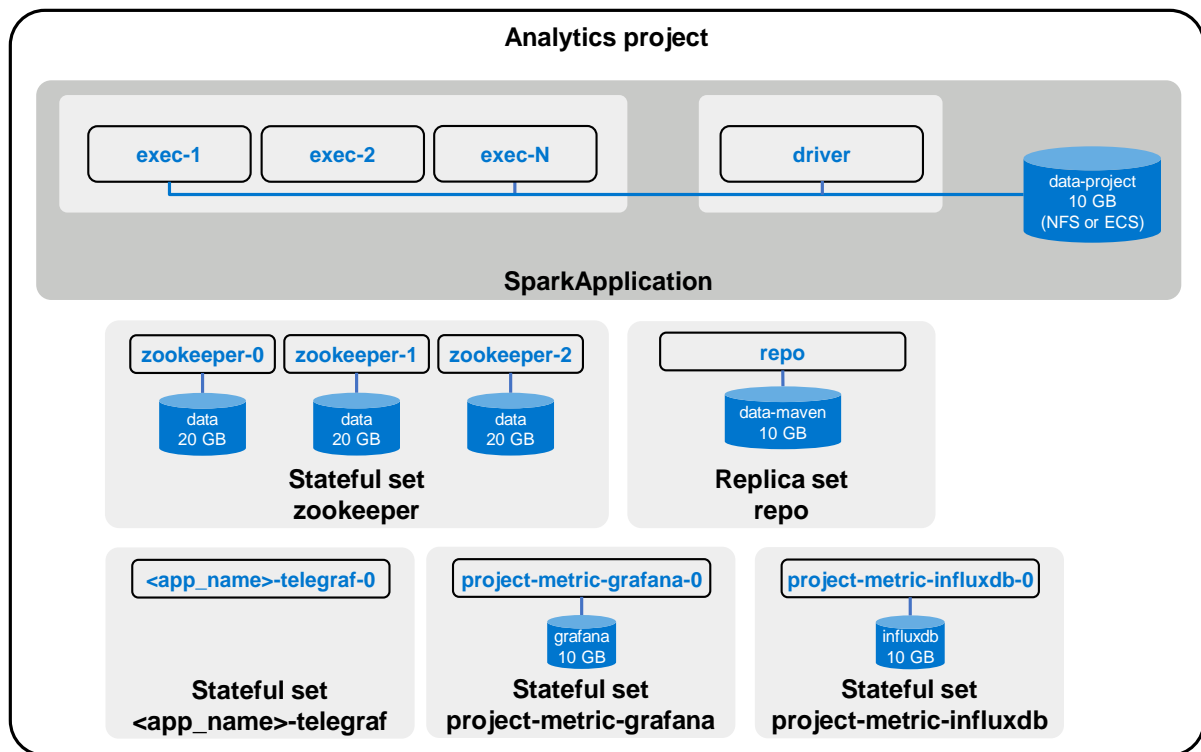 Analytics project
exec-1
exec-2
exec-N
driver
data-project
10 GB
(NFS or ECS)
SparkApplication
zookeeper-0
zookeeper-1
zookeeper-2
data
20 GB
data
20 GB
data
20 GB
Stateful set
zookeeper
repo
data-maven
10 GB
Replica set
repo
<app_name>-telegraf-0
Stateful set
<app_name>-telegraf
project-metric-grafana-0
grafana
10 GB
Stateful set
project-metric-grafana
project-metric-influxdb-0
influxdb
10 GB
Stateful set
project-metric-influxdb